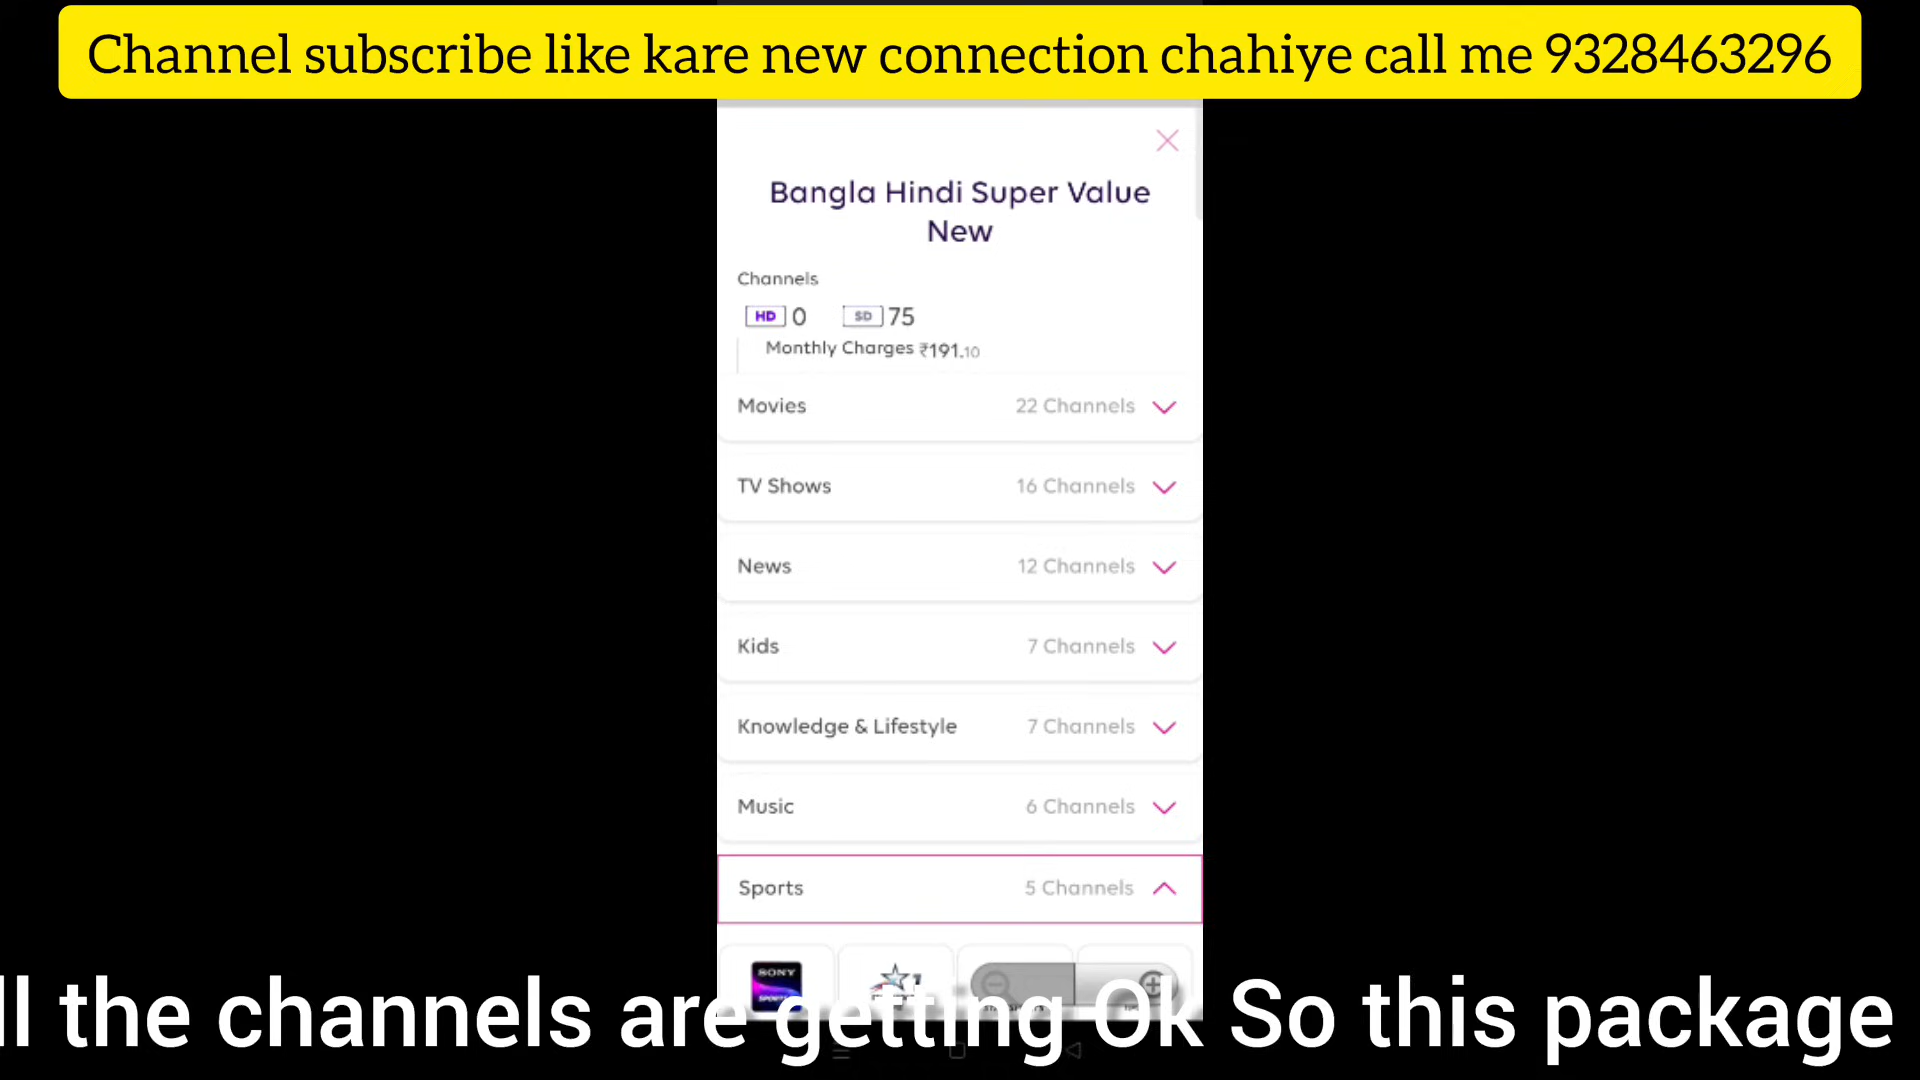 Channel subscribe like kare new connection chahiye call me 9328463296
Bangla Hindi Super Value
New
Channels
HD 0 SD 75
Monthly Charges ₹191.10
Movies 22 Channels
TV Shows 16 Channels
News 12 Channels
Kids 7 Channels
Knowledge & Lifestyle 7 Channels
Music 6 Channels
Sports 5 Channels
SONY
ll the channels are getting Ok So this package